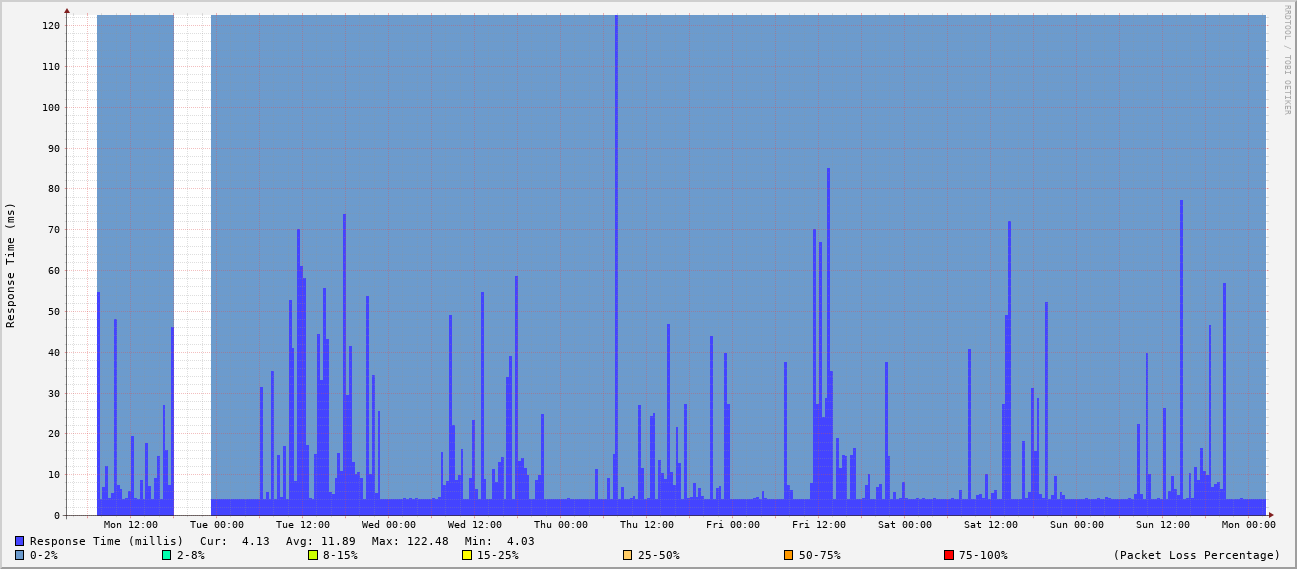 RRDTOOL / TOBI OETIKER
Response Time (ms)
120
110
100
90
80
70
60
50
40
30
20
10
0
Mon 12:00 Tue 00:00 Tue 12:00 Wed 00:00 Wed 12:00 Thu 00:00 Thu 12:00 Fri 00:00 Fri 12:00 Sat 00:00 Sat 12:00 Sun 00:00 Sun 12:00 Mon 00:00
Response Time (millis) Cur: 4.13 Avg: 11.89 Max: 122.48 Min: 4.03
0-2% 2-8% 8-15% 15-25% 25-50% 50-75% 75-100% (Packet Loss Percentage)